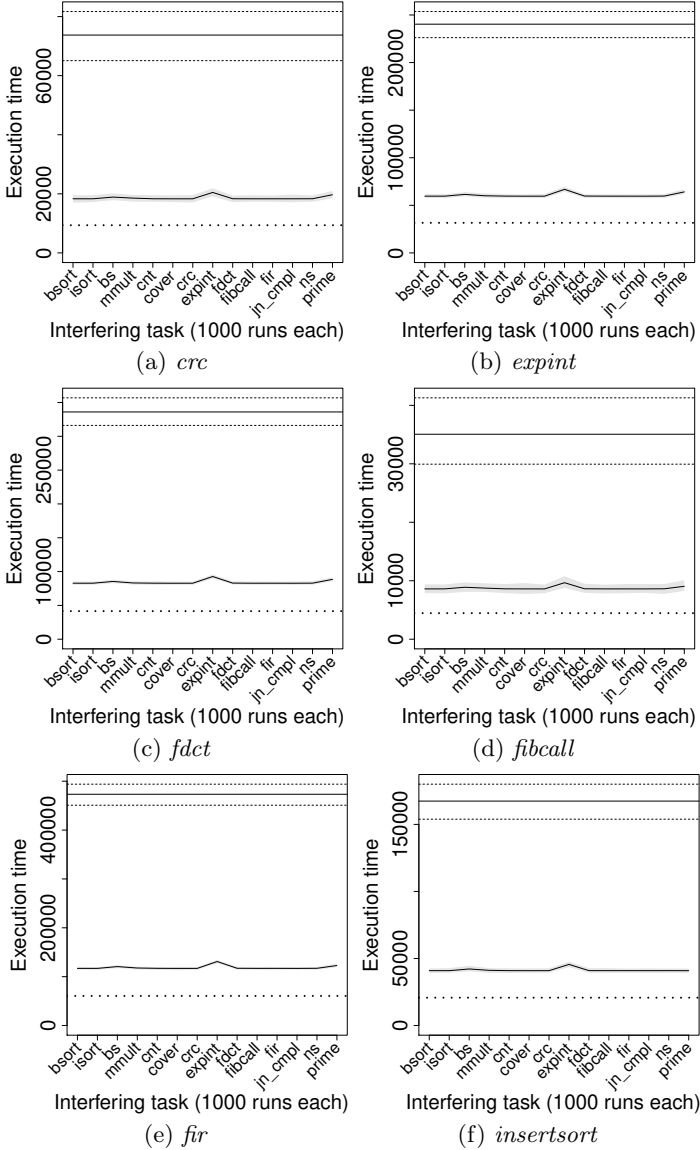 Execution time
0 20000 60000
bsort isort bs mmult cnt cover crc expint fdct fibcall fir jn_cmpl ns prime
Interfering task (1000 runs each)
(a) crc
Execution time
0 100000 200000
bsort isort bs mmult cnt cover crc expint fdct fibcall fir jn_cmpl ns prime
Interfering task (1000 runs each)
(b) expint
Execution time
0 100000 250000
bsort isort bs mmult cnt cover crc expint fdct fibcall fir jn_cmpl ns prime
Interfering task (1000 runs each)
(c) fdct
Execution time
0 10000 30000
bsort isort bs mmult cnt cover crc expint fdct fibcall fir jn_cmpl ns prime
Interfering task (1000 runs each)
(d) fibcall
Execution time
0 200000 400000
bsort isort bs mmult cnt cover crc expint fdct fibcall fir jn_cmpl ns prime
Interfering task (1000 runs each)
(e) fir
Execution time
0 50000 150000
bsort isort bs mmult cnt cover crc expint fdct fibcall fir jn_cmpl ns prime
Interfering task (1000 runs each)
(f) insertsort